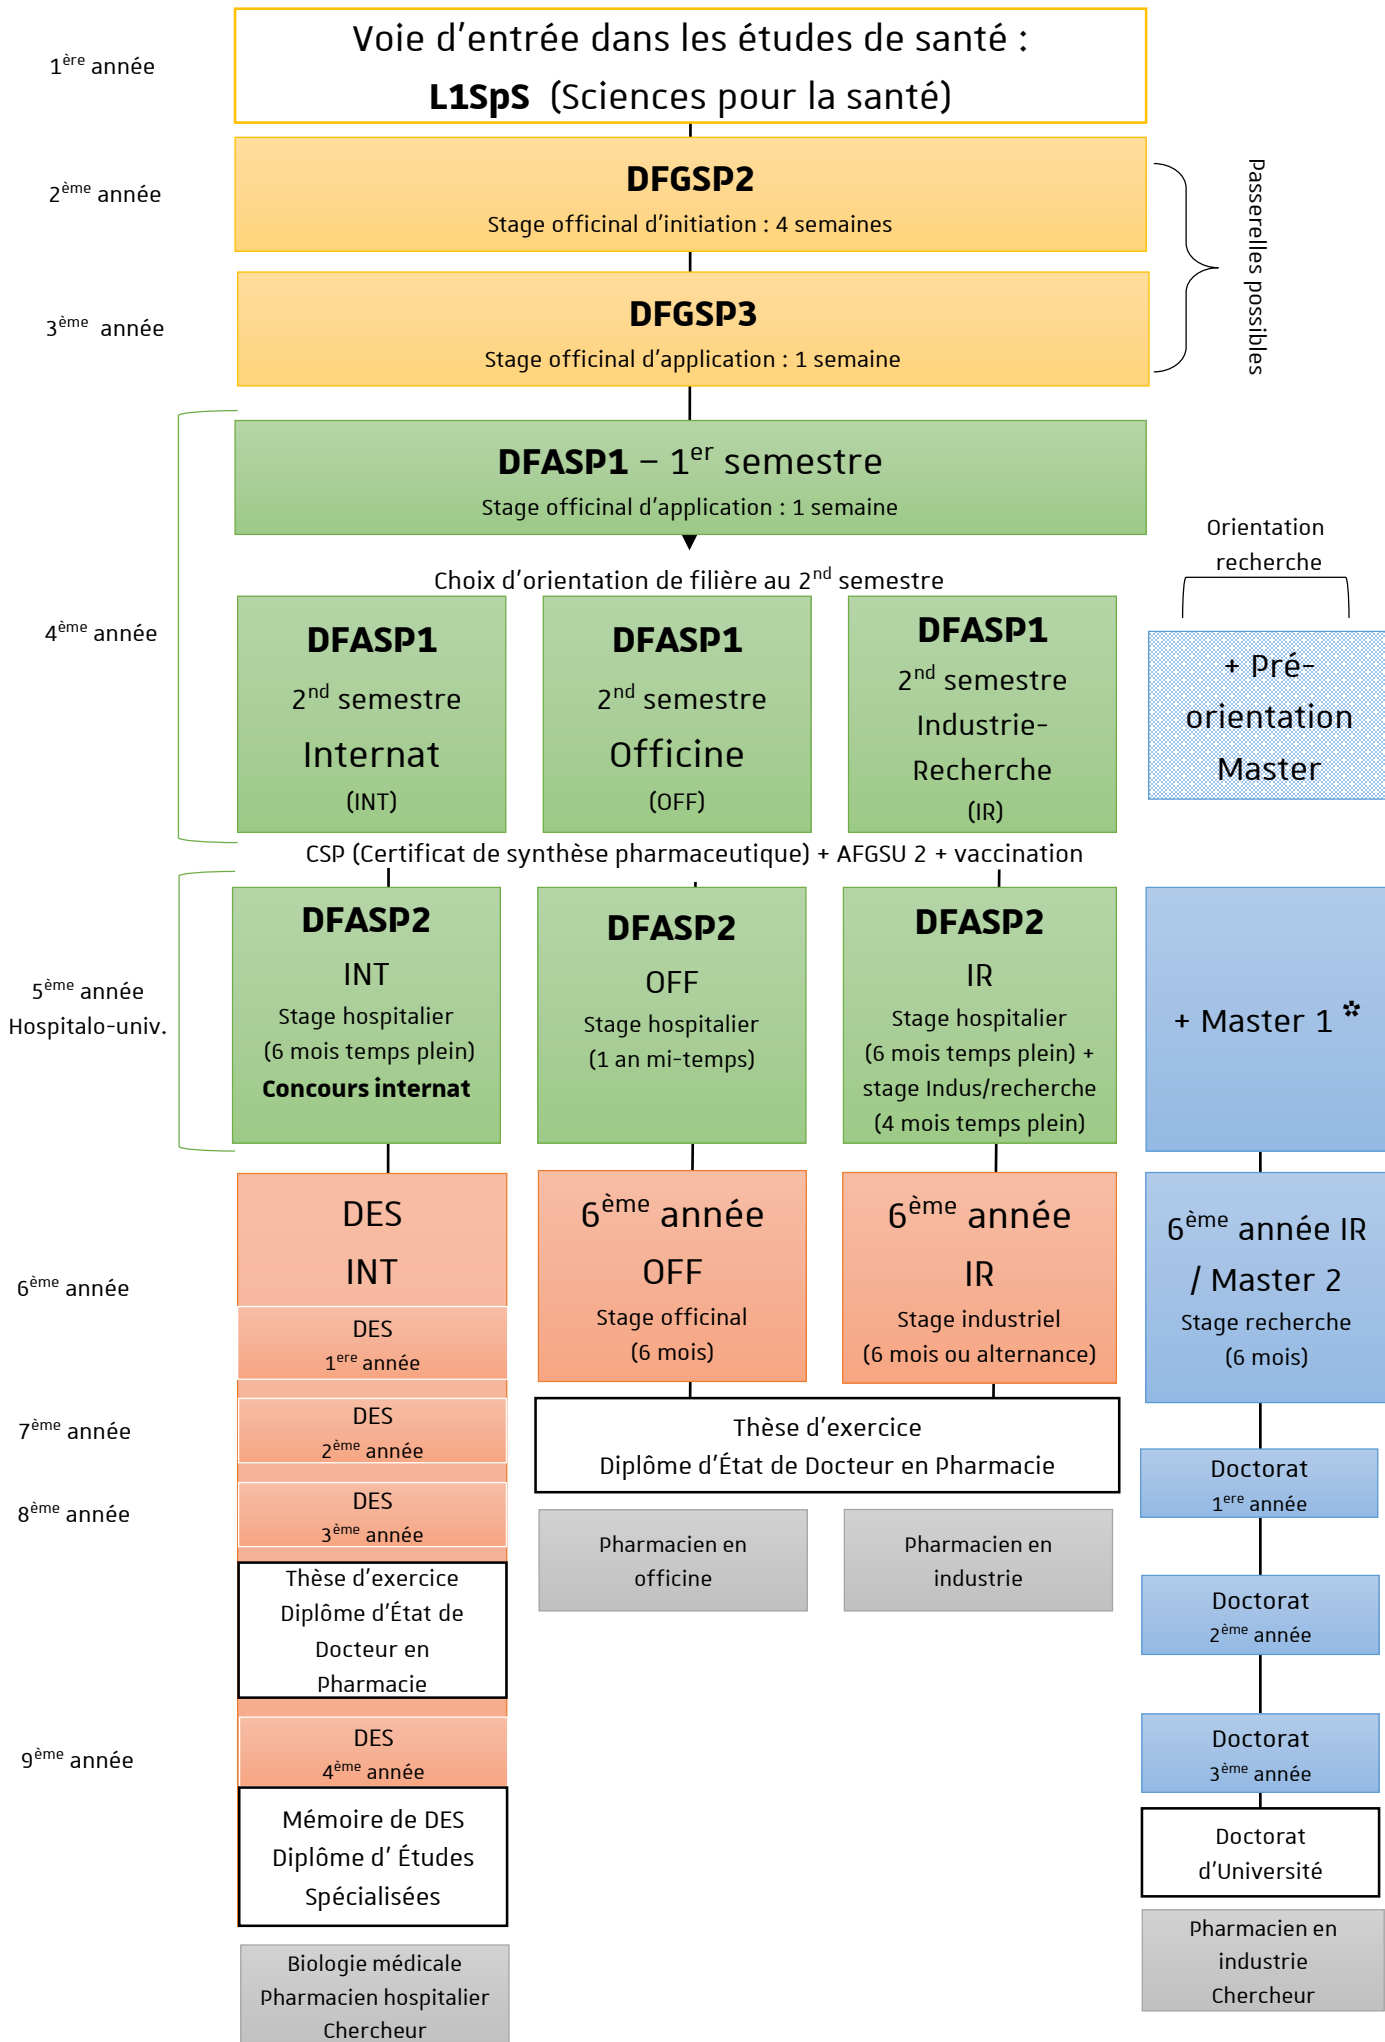 1ère année
Voie d'entrée dans les études de santé :
L1SpS (Sciences pour la santé)
2ème année
DFGSP2
Stage officinal d'initiation : 4 semaines
Passerelles possibles
3ème année
DFGSP3
Stage officinal d'application : 1 semaine
4ème année
DFASP1 – 1er semestre
Stage officinal d'application : 1 semaine
Choix d'orientation de filière au 2nd semestre
Orientation
recherche
DFASP1
2nd semestre
Internat
(INT)
DFASP1
2nd semestre
Officine
(OFF)
DFASP1
2nd semestre
Industrie-
Recherche
(IR)
+ Pré-
orientation
Master
CSP (Certificat de synthèse pharmaceutique) + AFGSU 2 + vaccination
5ème année
Hospitalo-univ.
DFASP2
INT
Stage hospitalier
(6 mois temps plein)
Concours internat
DFASP2
OFF
Stage hospitalier
(1 an mi-temps)
DFASP2
IR
Stage hospitalier
(6 mois temps plein) +
stage Indus/recherche
(4 mois temps plein)
+ Master 1 *
6ème année
DES
INT
DES
1ere année
6ème année
OFF
Stage officinal
(6 mois)
6ème année
IR
Stage industriel
(6 mois ou alternance)
6ème année IR
/ Master 2
Stage recherche
(6 mois)
7ème année
DES
2ème année
Thèse d'exercice
Diplôme d'État de Docteur en Pharmacie
Doctorat
1ere année
8ème année
DES
3ème année
Pharmacien en
officine
Pharmacien en
industrie
Thèse d'exercice
Diplôme d'État de
Docteur en
Pharmacie
Doctorat
2ème année
9ème année
DES
4ème année
Doctorat
3ème année
Mémoire de DES
Diplôme d' Études
Spécialisées
Doctorat
d'Université
Biologie médicale
Pharmacien hospitalier
Chercheur
Pharmacien en
industrie
Chercheur